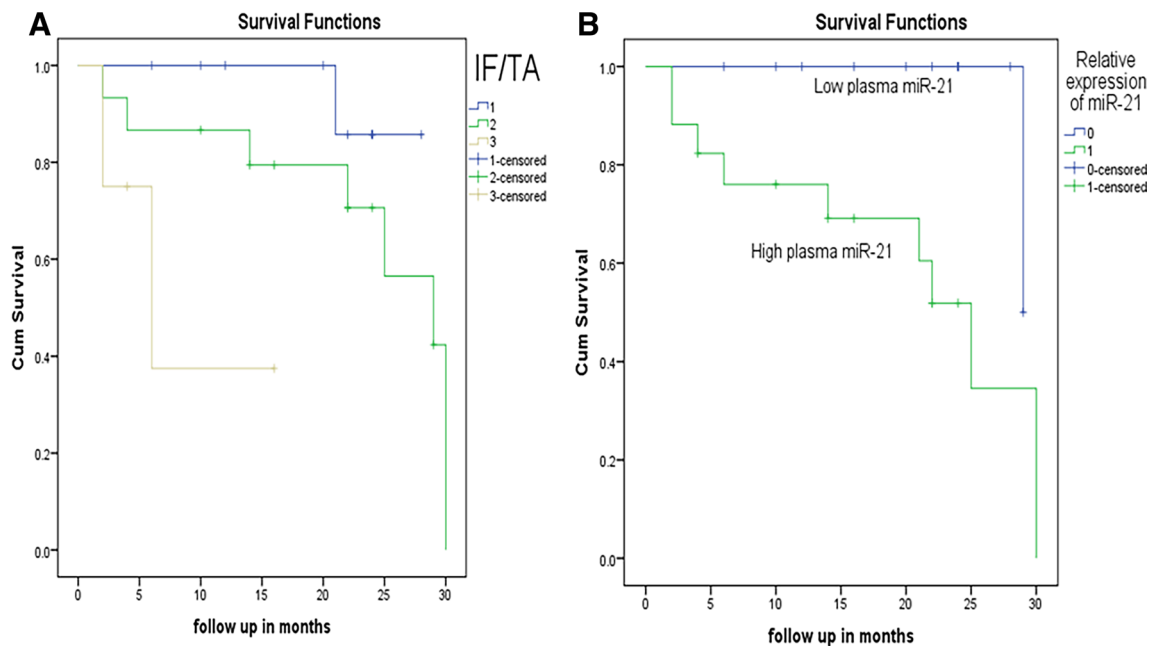 A
Survival Functions
Cum Survival
1.0
0.8
0.6
0.4
0.2
0.0
0 5 10 15 20 25 30
follow up in months
IF/TA
1
2
3
1-censored
2-censored
3-censored
B
Survival Functions
Cum Survival
1.0
0.8
0.6
0.4
0.2
0.0
Low plasma miR-21
High plasma miR-21
0 5 10 15 20 25 30
follow up in months
Relative
expression
of miR-21
0
1
0-censored
1-censored